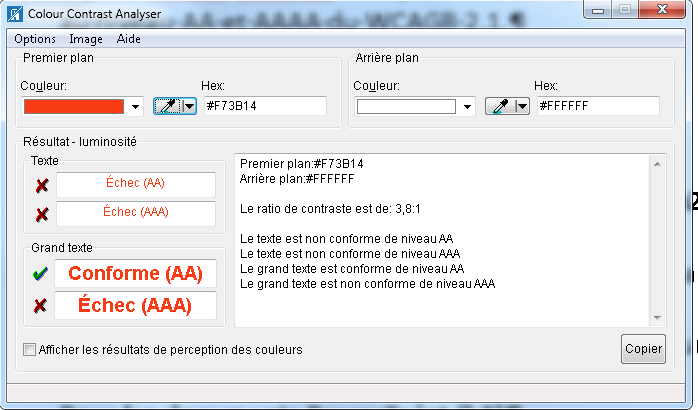 Colour Contrast Analyser
Options Image Aide
Premier plan
Couleur:
Hex:
#F73B14
Arrière plan
Couleur:
Hex:
#FFFFFF
Résultat - luminosité
Texte
Échec (AA)
Échec (AAA)
Grand texte
Conforme (AA)
Échec (AAA)
Premier plan:#F73B14
Arrière plan:#FFFFFF
Le ratio de contraste est de: 3,8:1
Le texte est non conforme de niveau AA
Le texte est non conforme de niveau AAA
Le grand texte est conforme de niveau AA
Le grand texte est non conforme de niveau AAA
Afficher les résultats de perception des couleurs
Copier